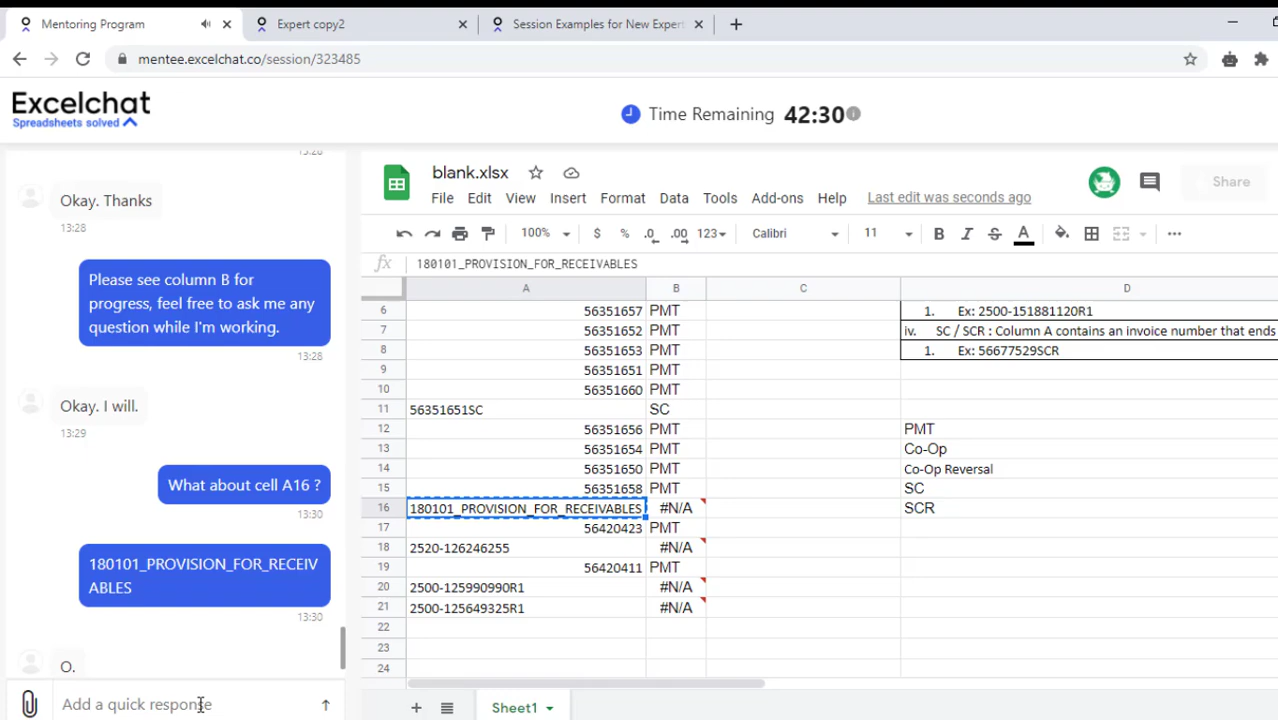 Mentoring Program
Expert copy2
Session Examples for New Expert
mentee.excelchat.co/session/323485
Excelchat
Spreadsheets solved
Time Remaining 42:30
Okay. Thanks
13:28
Please see column B for
progress, feel free to ask me any
question while I'm working.
13:28
Okay. I will.
13:29
What about cell A16 ?
13:30
180101_PROVISION_FOR_RECEIV
ABLES
13:30
O.
Add a quick response
blank.xlsx
File Edit View Insert Format Data Tools Add-ons Help Last edit was seconds ago
Share
100% $ % .0 .00 123 Calibri 11 B I S A
fx 180101_PROVISION_FOR_RECEIVABLES
A B C D
6 56351657 PMT 1. Ex: 2500-151881120R1
7 56351652 PMT iv. SC / SCR : Column A contains an invoice number that ends
8 56351653 PMT 1. Ex: 56677529SCR
9 56351651 PMT
10 56351660 PMT
11 56351651SC SC
12 56351656 PMT PMT
13 56351654 PMT Co-Op
14 56351650 PMT Co-Op Reversal
15 56351658 PMT SC
16 180101_PROVISION_FOR_RECEIVABLES #N/A SCR
17 56420423 PMT
18 2520-126246255 #N/A
19 56420411 PMT
20 2500-125990990R1 #N/A
21 2500-125649325R1 #N/A
22
23
24
Sheet1